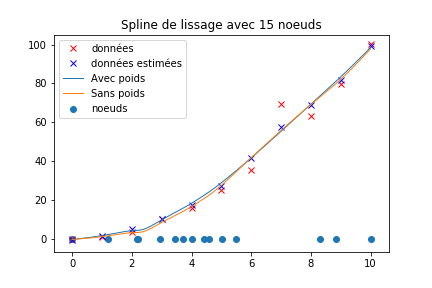 Spline de lissage avec 15 noeuds
données
données estimées
Avec poids
Sans poids
noeuds
100
80
60
40
20
0
0 2 4 6 8 10